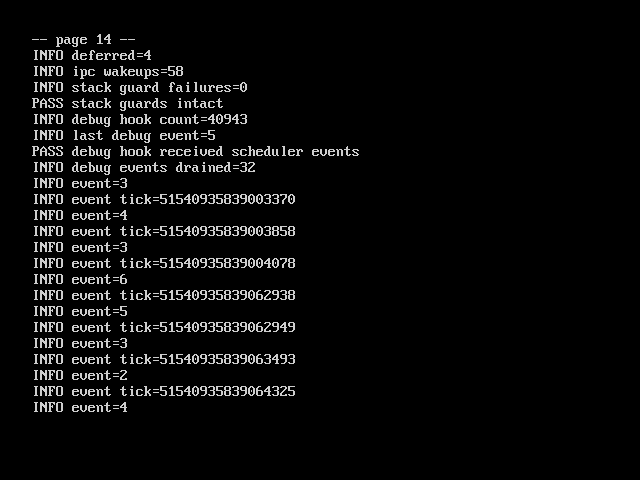 -- page 14 --
INFO deferred=4
INFO ipc wakeups=58
INFO stack guard failures=0
PASS stack guards intact
INFO debug hook count=40943
INFO last debug event=5
PASS debug hook received scheduler events
INFO debug events drained=32
INFO event=3
INFO event tick=51540935839003370
INFO event=4
INFO event tick=51540935839003858
INFO event=3
INFO event tick=51540935839004078
INFO event=6
INFO event tick=51540935839062938
INFO event=5
INFO event tick=51540935839062949
INFO event=3
INFO event tick=51540935839063493
INFO event=2
INFO event tick=51540935839064325
INFO event=4